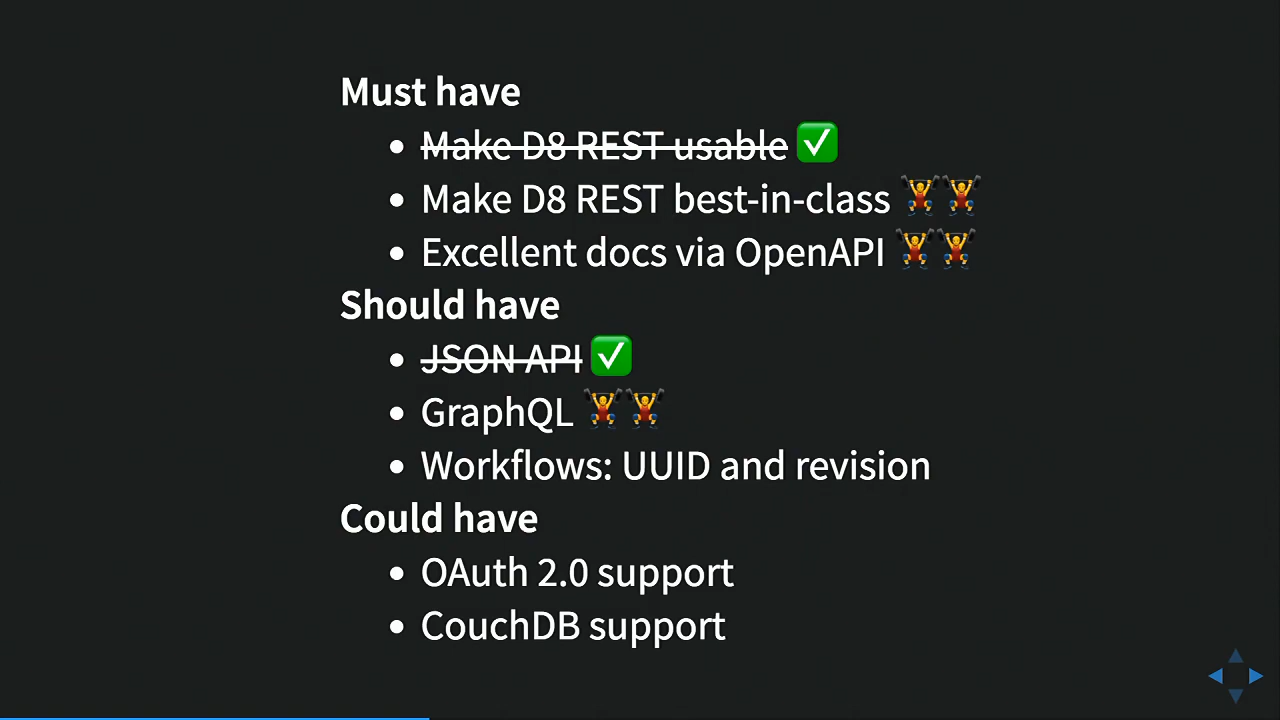 Must have
Make D8 REST usable ✅
Make D8 REST best-in-class 🏋️🏋️
Excellent docs via OpenAPI 🏋️🏋️
Should have
JSON API ✅
GraphQL 🏋️🏋️
Workflows: UUID and revision
Could have
OAuth 2.0 support
CouchDB support